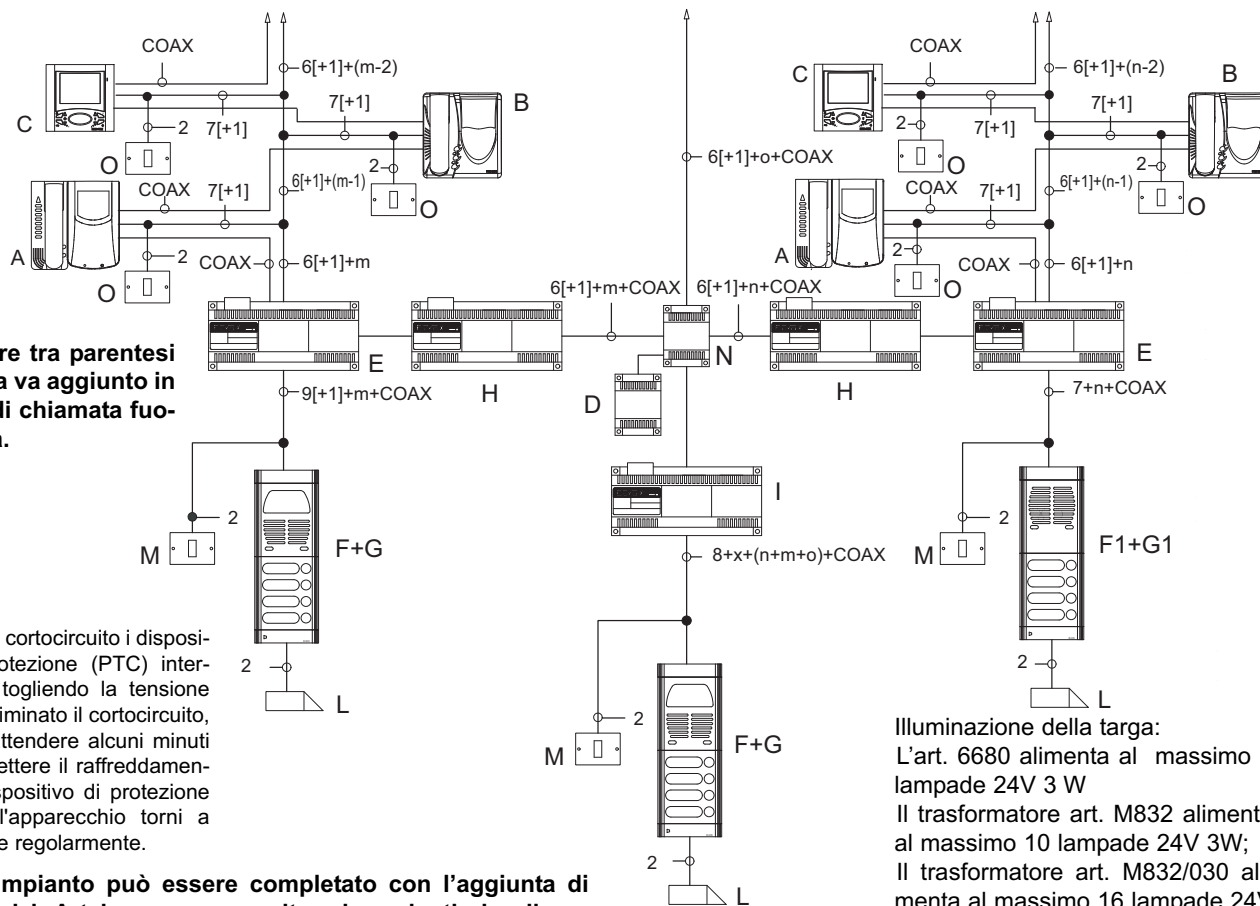 COAX
6[+1]+(m-2)
C
7[+1]
B
2
7[+1]
O
COAX
7[+1]
6[+1]+(m-1)
2
O
A
2
O
COAX
6[+1]+m
E
H
9[+1]+m+COAX
6[+1]+m+COAX
6[+1]+n+COAX
6[+1]+o+COAX
N
D
I
8+x+(n+m+o)+COAX
COAX
6[+1]+(n-2)
C
7[+1]
B
2
7[+1]
O
COAX
7[+1]
6[+1]+(n-1)
2
O
A
2
O
COAX
6[+1]+n
H
E
7+n+COAX
re tra parentesi
a va aggiunto in
di chiamata fuo-
2
M
F+G
2
L
2
M
F+G
2
L
2
M
F1+G1
2
L
cortocircuito i disposi-
otezione (PTC) inter-
togliendo la tensione
iminato il cortocircuito,
ttendere alcuni minuti
ettere il raffreddamen-
spositivo di protezione
l'apparecchio torni a
e regolarmente.
impianto può essere completato con l'aggiunta di
Illuminazione della targa:
L'art. 6680 alimenta al massimo
lampade 24V 3 W
Il trasformatore art. M832 aliment
al massimo 10 lampade 24V 3W;
Il trasformatore art. M832/030 al
menta al massimo 16 lampade 24V